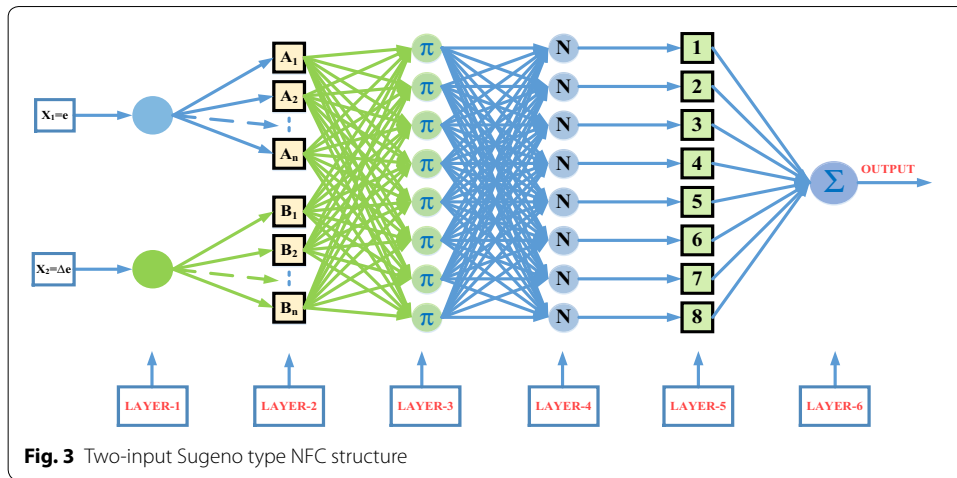 X₁=e
X₂=Δe
A₁
A₂
Aₙ
B₁
B₂
Bₙ
π
π
π
π
π
π
π
π
N
N
N
N
N
N
N
N
1
2
3
4
5
6
7
8
Σ
OUTPUT
LAYER-1
LAYER-2
LAYER-3
LAYER-4
LAYER-5
LAYER-6
Fig. 3 Two-input Sugeno type NFC structure